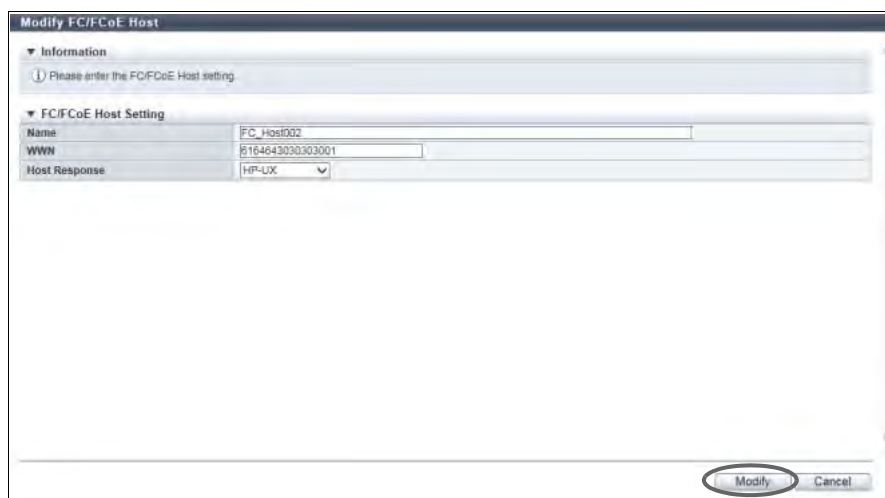 Modify FC/FCoE Host
Information
Please enter the FC/FCoE Host setting.
FC/FCoE Host Setting
Name FC_Host002
WWN 6164643030303001
Host Response HP-UX
Modify Cancel